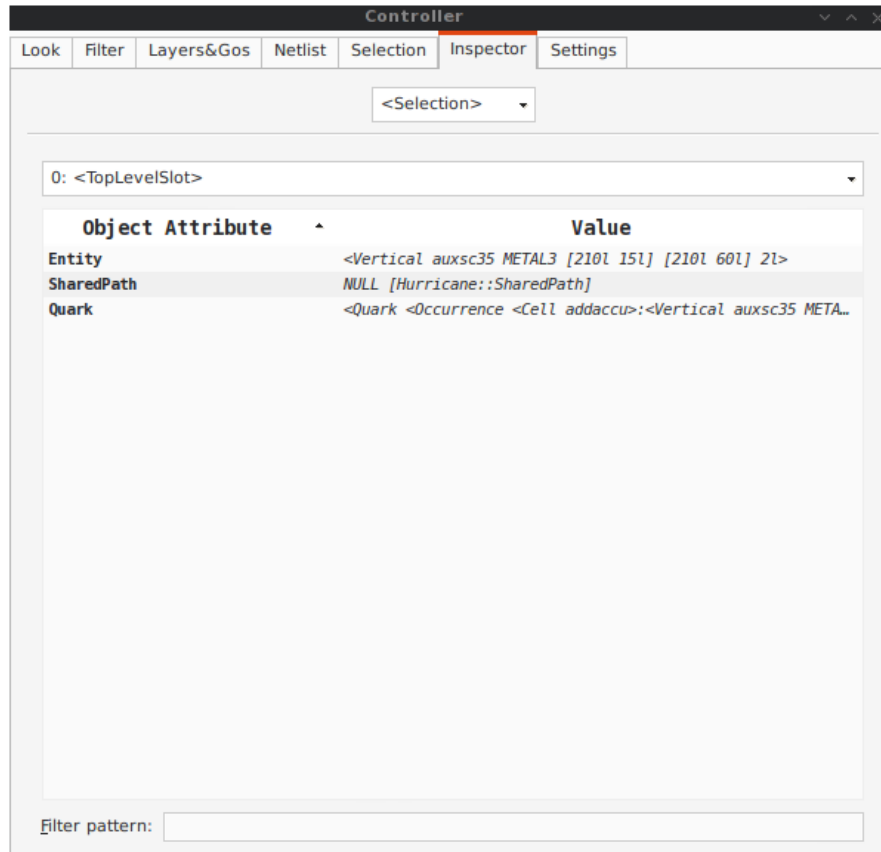 Controller
Look Filter Layers&Gos Netlist Selection Inspector Settings
<Selection>
0: <TopLevelSlot>
Object Attribute Value
Entity <Vertical auxsc35 METAL3 [210l 15l] [210l 60l] 2l>
SharedPath NULL [Hurricane::SharedPath]
Quark <Quark <Occurrence <Cell addaccu>:<Vertical auxsc35 META…
Filter pattern: